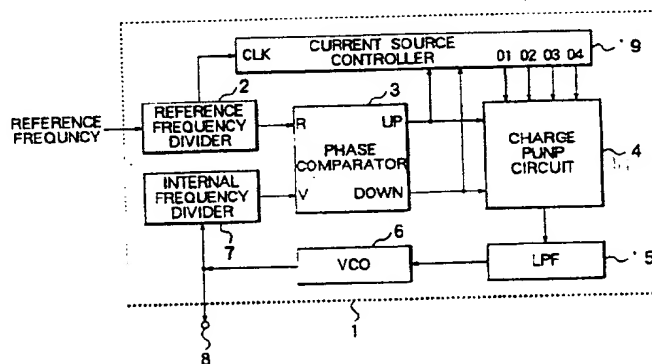 CURRENT SOURCE
CONTROLLER
CLK
01 02 03 04
9
2
3
REFERENCE FREQUNCY
REFERENCE
FREQUENCY
DIVIDER
R
UP
PHASE
COMPARATOR
V
DOWN
CHARGE
PUNP
CIRCUIT
4
INTERNAL
FREQUENCY
DIVIDER
7
6
VCO
LPF
5
1
8